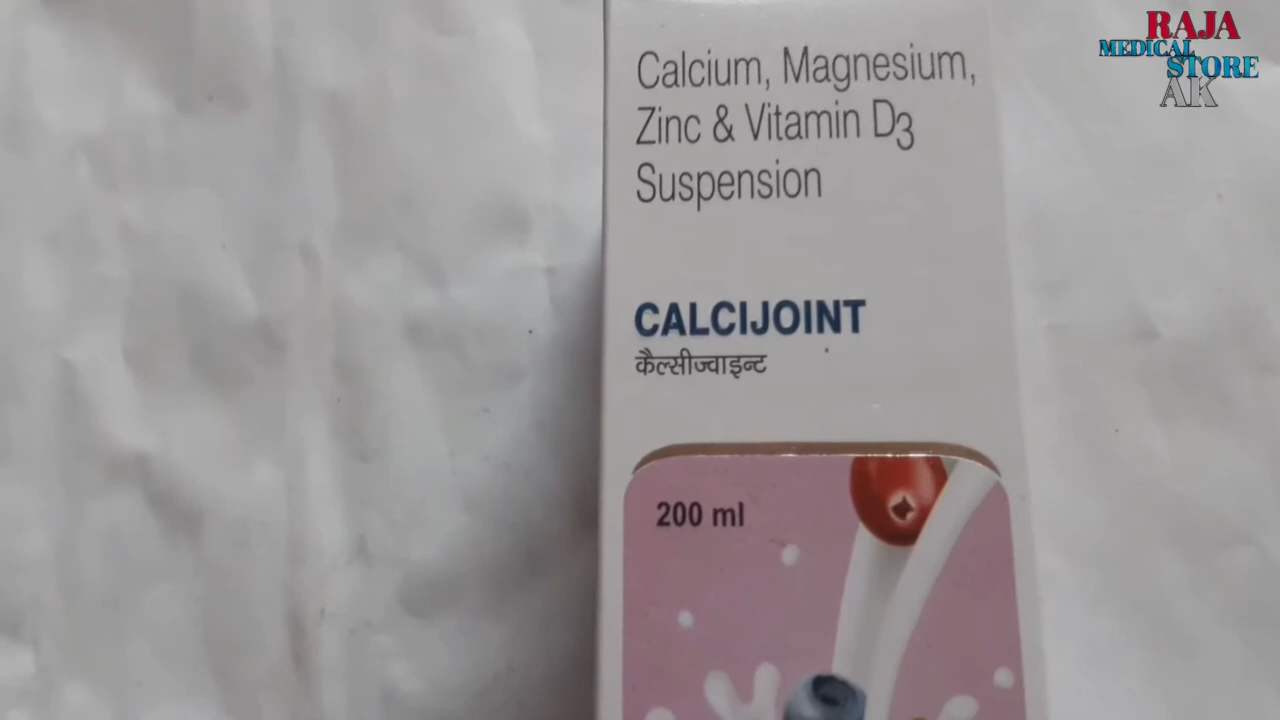 RAJA
MEDICAL
STORE
AK
Calcium, Magnesium,
Zinc & Vitamin D3
Suspension
CALCIJOINT
कैल्सीज्वाइन्ट
200 ml